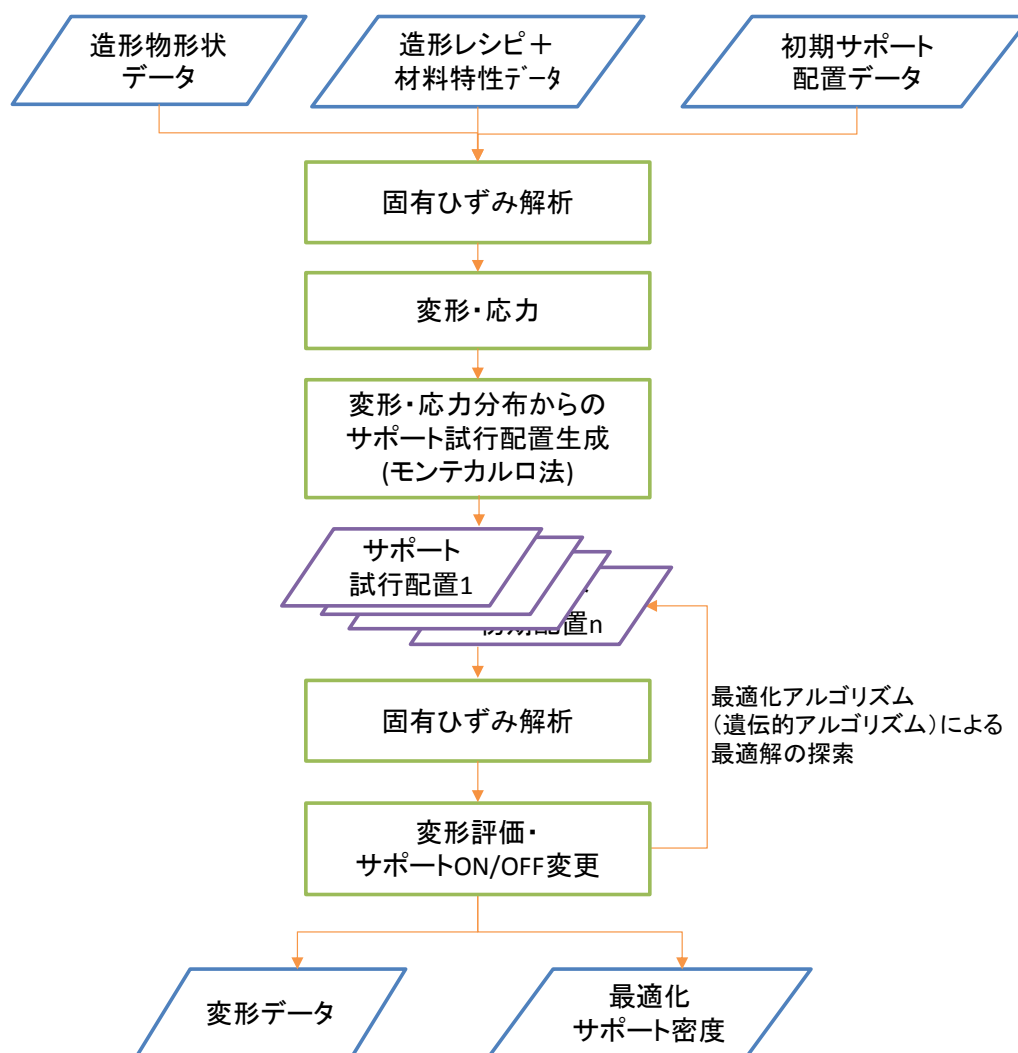 造形物形状
データ
造形レシピ＋
材料特性ﾃﾞｰﾀ
初期サポート
配置データ
固有ひずみ解析
変形・応力
変形・応力分布からの
サポート試行配置生成
(モンテカルロ法)
サポート
試行配置1
初期配置n
固有ひずみ解析
最適化アルゴリズム
（遺伝的アルゴリズム）による
最適解の探索
変形評価・
サポートON/OFF変更
変形データ
最適化
サポート密度